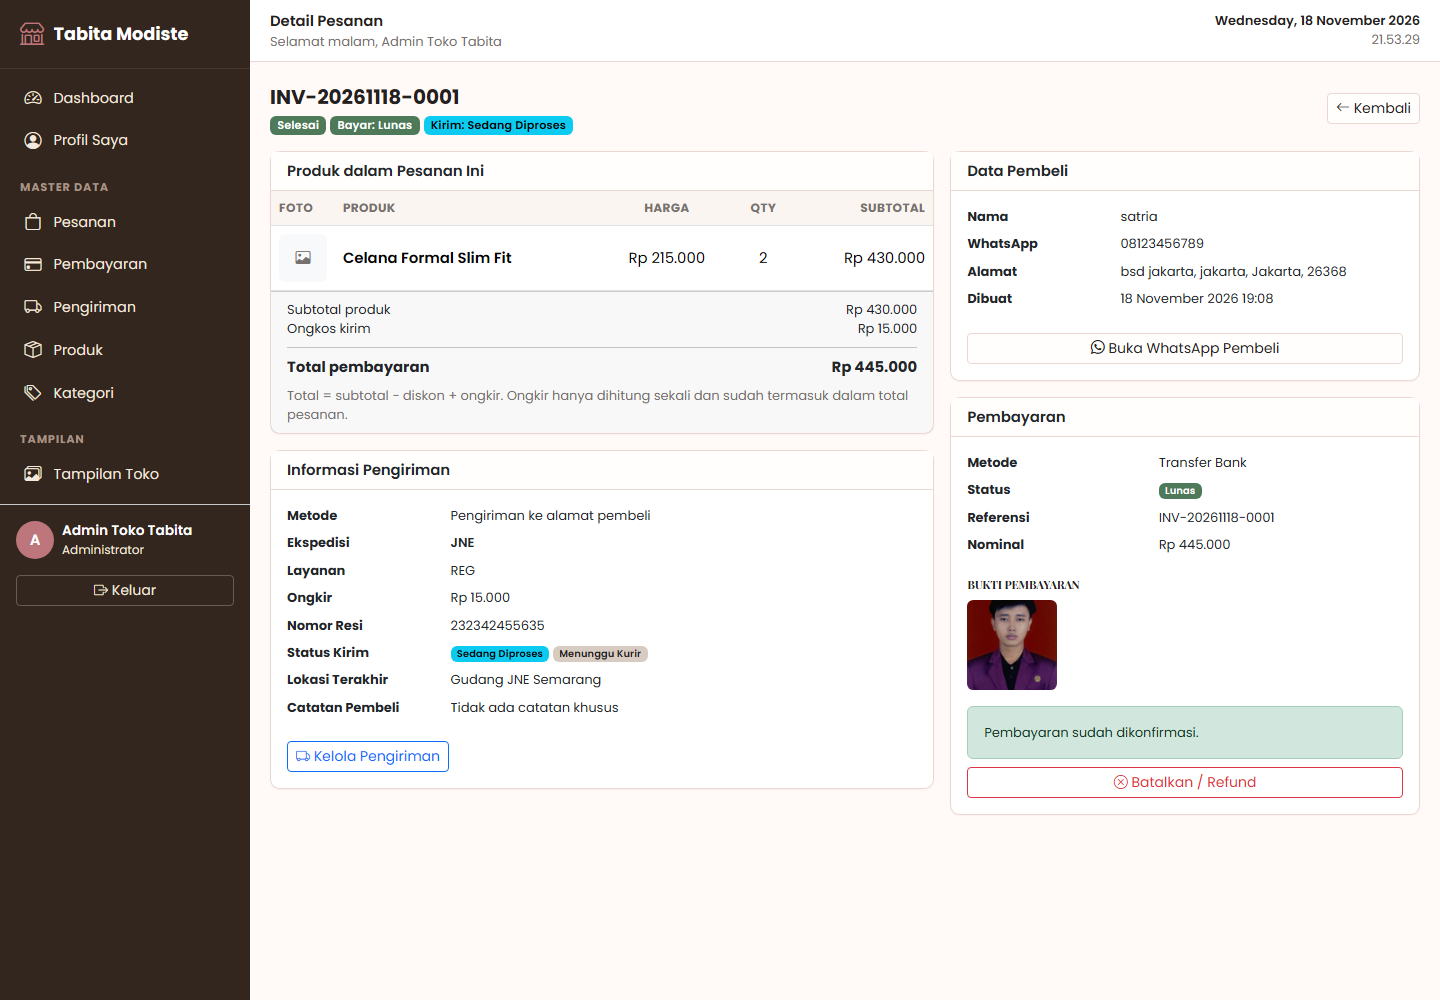 Tabita Modiste
Dashboard
Profil Saya
MASTER DATA
Pesanan
Pembayaran
Pengiriman
Produk
Kategori
TAMPILAN
Tampilan Toko
A
Admin Toko Tabita
Administrator
Keluar
Detail Pesanan
Selamat malam, Admin Toko Tabita
Wednesday, 18 November 2026
21.53.29
INV-20261118-0001
Selesai Bayar: Lunas Kirim: Sedang Diproses
Kembali
Produk dalam Pesanan Ini
FOTO PRODUK HARGA QTY SUBTOTAL
Celana Formal Slim Fit Rp 215.000 2 Rp 430.000
Subtotal produk Rp 430.000
Ongkos kirim Rp 15.000
Total pembayaran Rp 445.000
Total = subtotal - diskon + ongkir. Ongkir hanya dihitung sekali dan sudah termasuk dalam total
pesanan.
Informasi Pengiriman
Metode Pengiriman ke alamat pembeli
Ekspedisi JNE
Layanan REG
Ongkir Rp 15.000
Nomor Resi 232342455635
Status Kirim Sedang Diproses Menunggu Kurir
Lokasi Terakhir Gudang JNE Semarang
Catatan Pembeli Tidak ada catatan khusus
Kelola Pengiriman
Data Pembeli
Nama satria
WhatsApp 08123456789
Alamat bsd jakarta, jakarta, Jakarta, 26368
Dibuat 18 November 2026 19:08
Buka WhatsApp Pembeli
Pembayaran
Metode Transfer Bank
Status Lunas
Referensi INV-20261118-0001
Nominal Rp 445.000
BUKTI PEMBAYARAN
Pembayaran sudah dikonfirmasi.
Batalkan / Refund